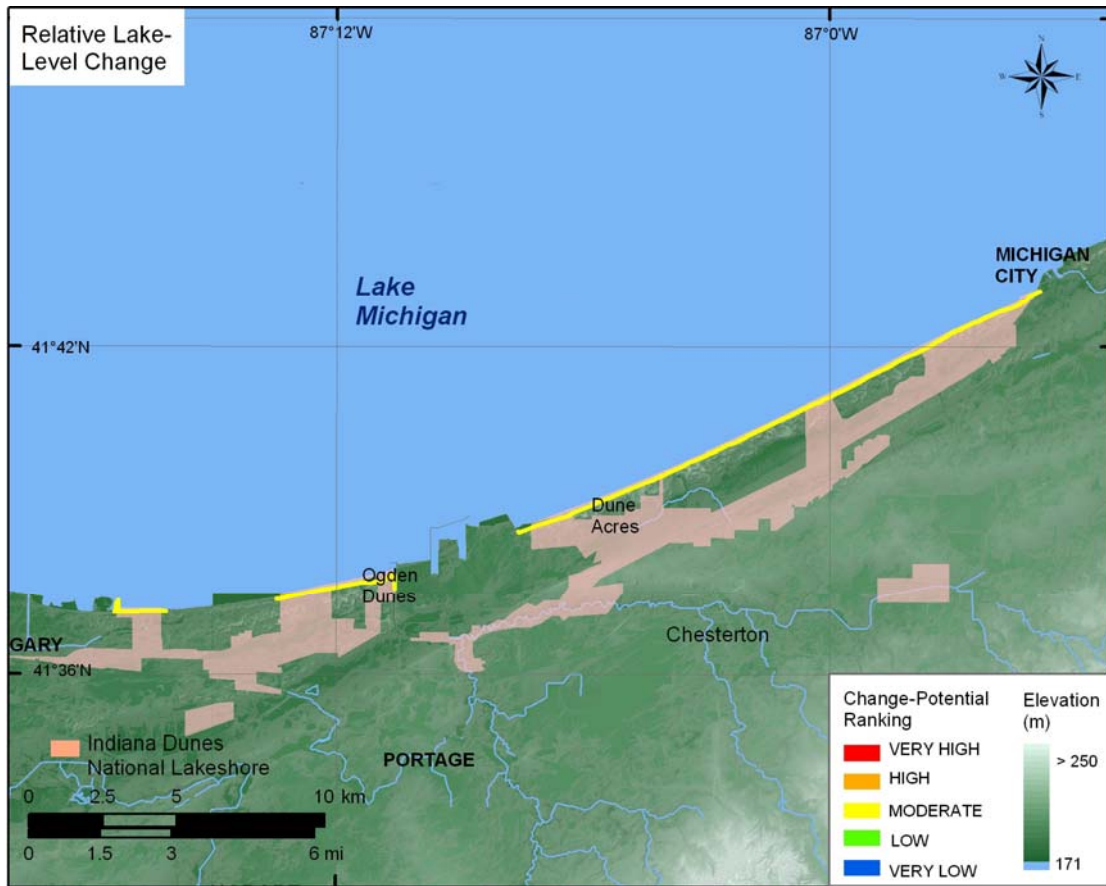 Relative Lake-
Level Change
87°12'W
87°0'W
N
W
E
S
MICHIGAN
CITY
Lake
Michigan
41°42'N
Dune
Acres
Ogden
Dunes
GARY
Chesterton
41°36'N
PORTAGE
Indiana Dunes
National Lakeshore
0 2.5 5 10 km
0 1.5 3 6 mi
Change-Potential
Ranking
VERY HIGH
HIGH
MODERATE
LOW
VERY LOW
Elevation
(m)
> 250
171